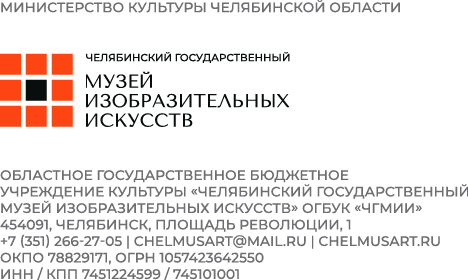 МИНИСТЕРСТВО КУЛЬТУРЫ ЧЕЛЯБИНСКОЙ ОБЛАСТИ
ЧЕЛЯБИНСКИЙ ГОСУДАРСТВЕННЫЙ
МУЗЕЙ
ИЗОБРАЗИТЕЛЬНЫХ
ИСКУССТВ
ОБЛАСТНОЕ ГОСУДАРСТВЕННОЕ БЮДЖЕТНОЕ
УЧРЕЖДЕНИЕ КУЛЬТУРЫ «ЧЕЛЯБИНСКИЙ ГОСУДАРСТВЕННЫЙ
МУЗЕЙ ИЗОБРАЗИТЕЛЬНЫХ ИСКУССТВ» ОГБУК «ЧГМИИ»
454091, ЧЕЛЯБИНСК, ПЛОЩАДЬ РЕВОЛЮЦИИ, 1
+7 (351) 266-27-05 | CHELMUSART@MAIL.RU | CHELMUSART.RU
ОКПО 78829171, ОГРН 1057423642550
ИНН / КПП 7451224599 / 745101001